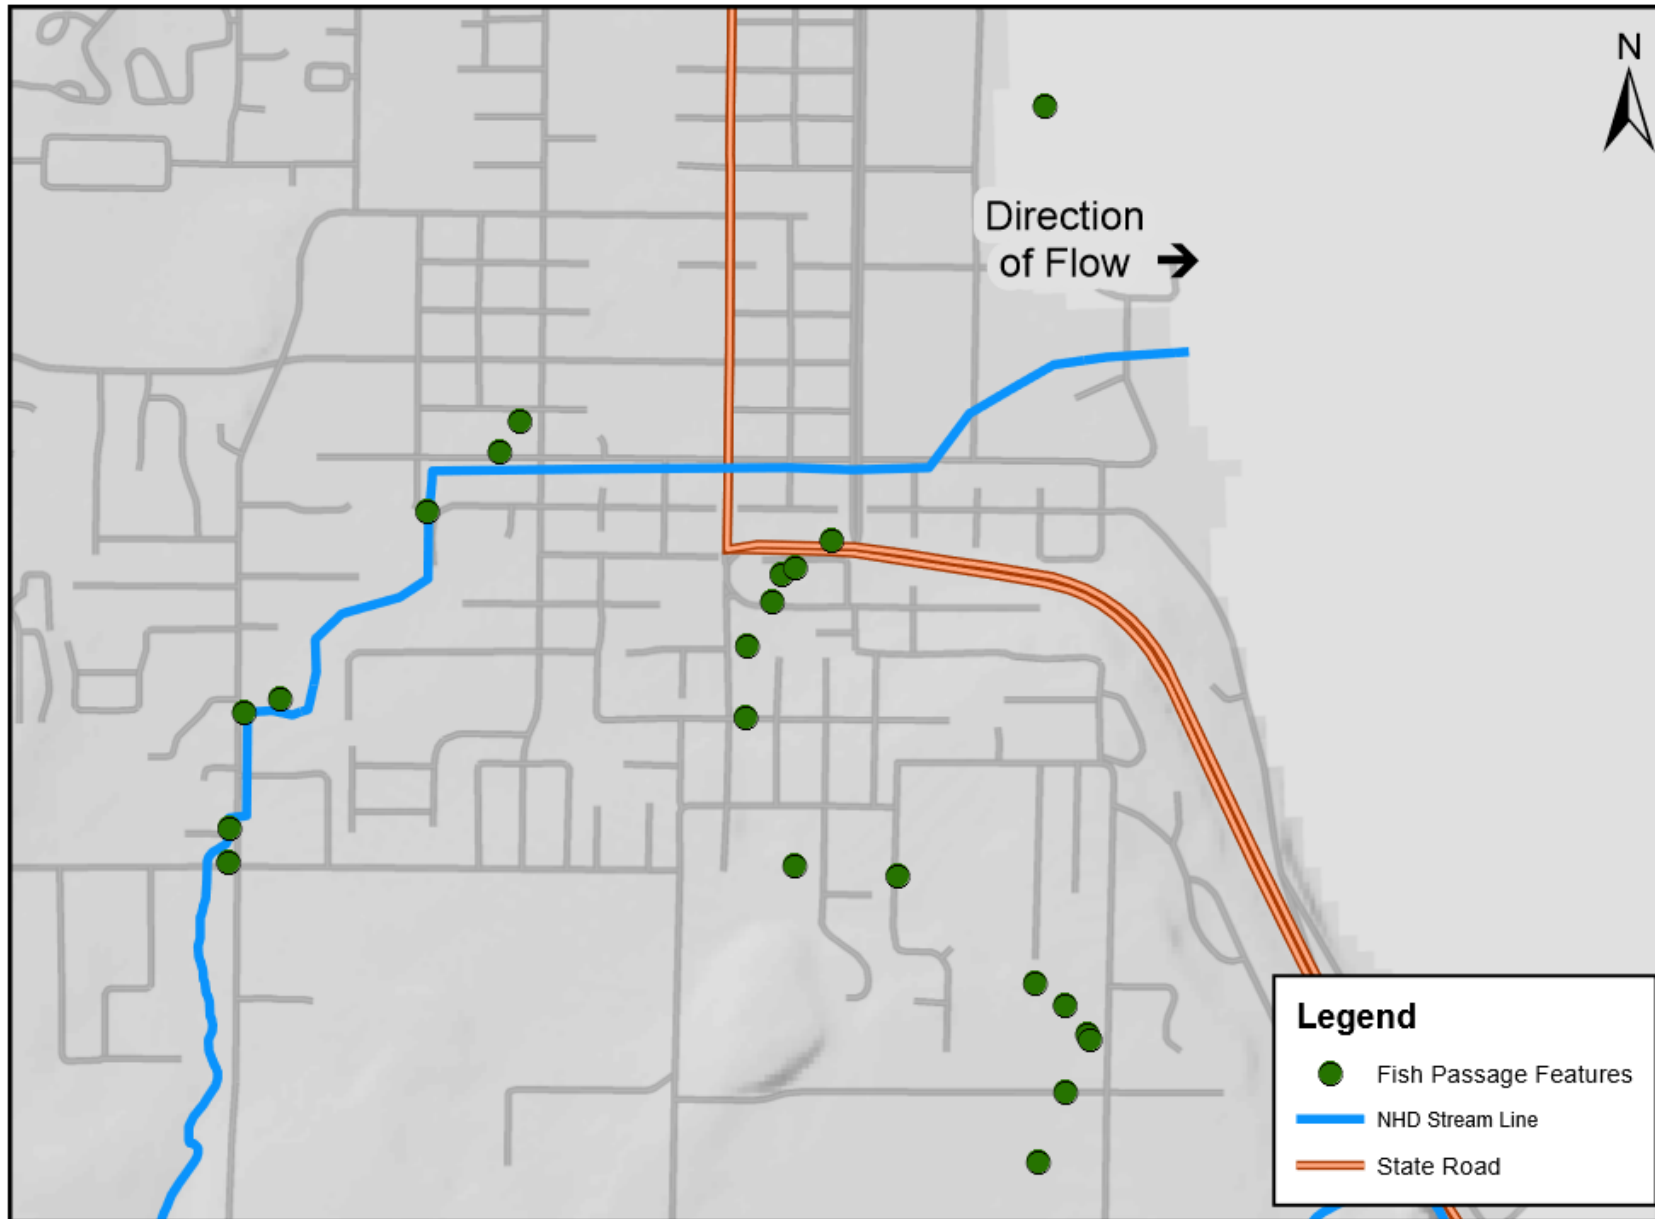 N
Direction
of Flow
Legend
Fish Passage Features
NHD Stream Line
State Road